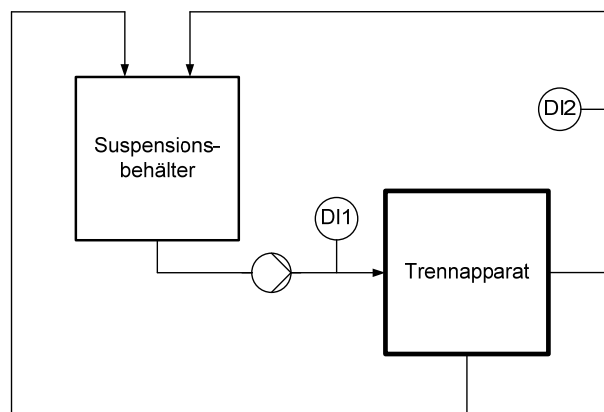 Suspensions-
behälter
DI1
DI2
Trennapparat